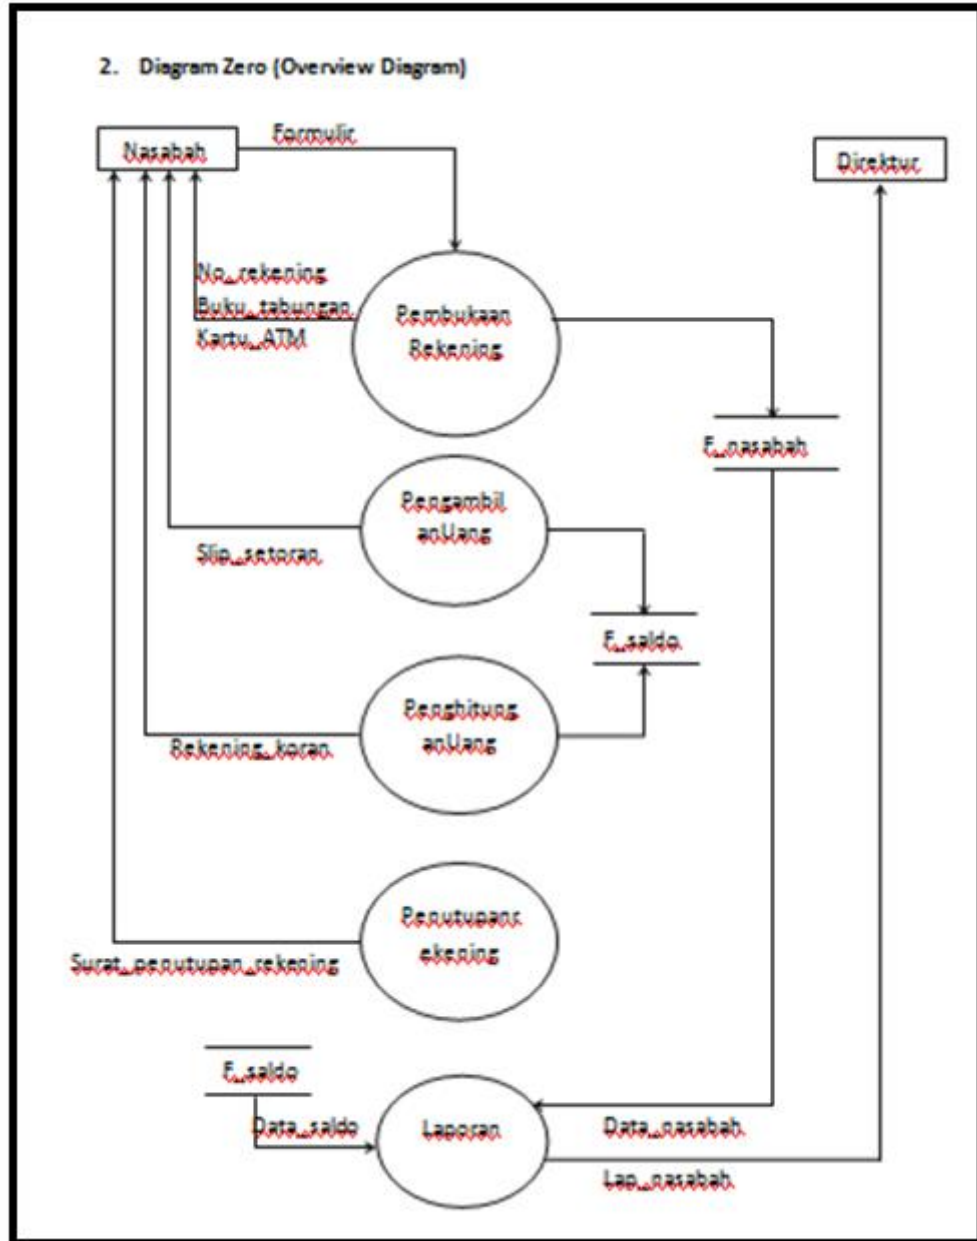 2. Diagram Zero (Overview Diagram)
Nasabah
Formulir
Direktur
No_rekening
Buku_tabungan
Kartu_ATM
Pembukaan
Rekening
F_nasabah
Pengambil
anUang
Slip_setoran
F_saldo
Penghitung
anUang
Rekening_koran
Penutupanr
ekening
Surat_penutupan_rekening
F_saldo
Data_saldo
Laporan
Data_nasabah
Lap_nasabah